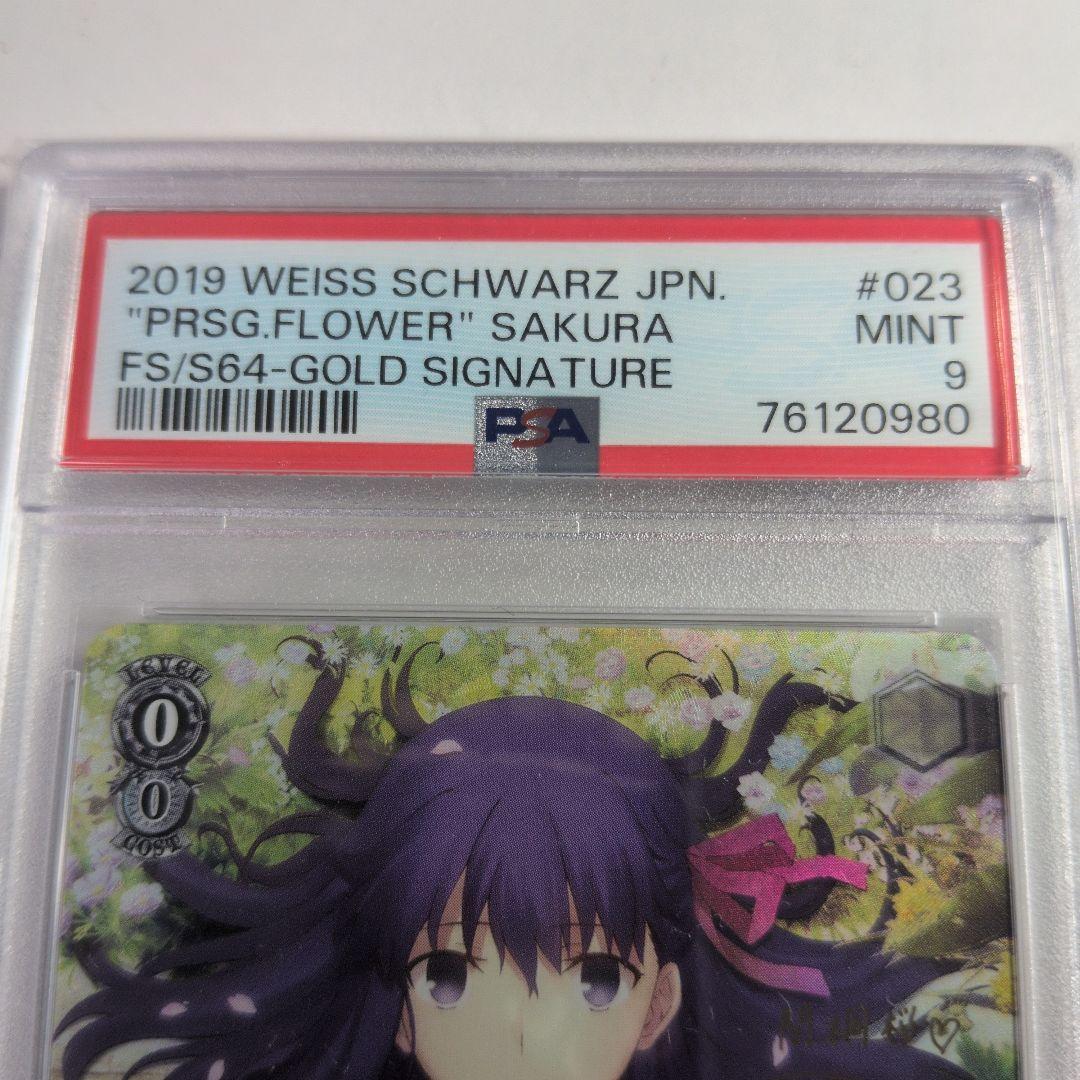 2019 WEISS SCHWARZ JPN. #023
"PRSG.FLOWER" SAKURA MINT
FS/S64-GOLD SIGNATURE 9
PSA 76120980
LEVEL
0
0
COST